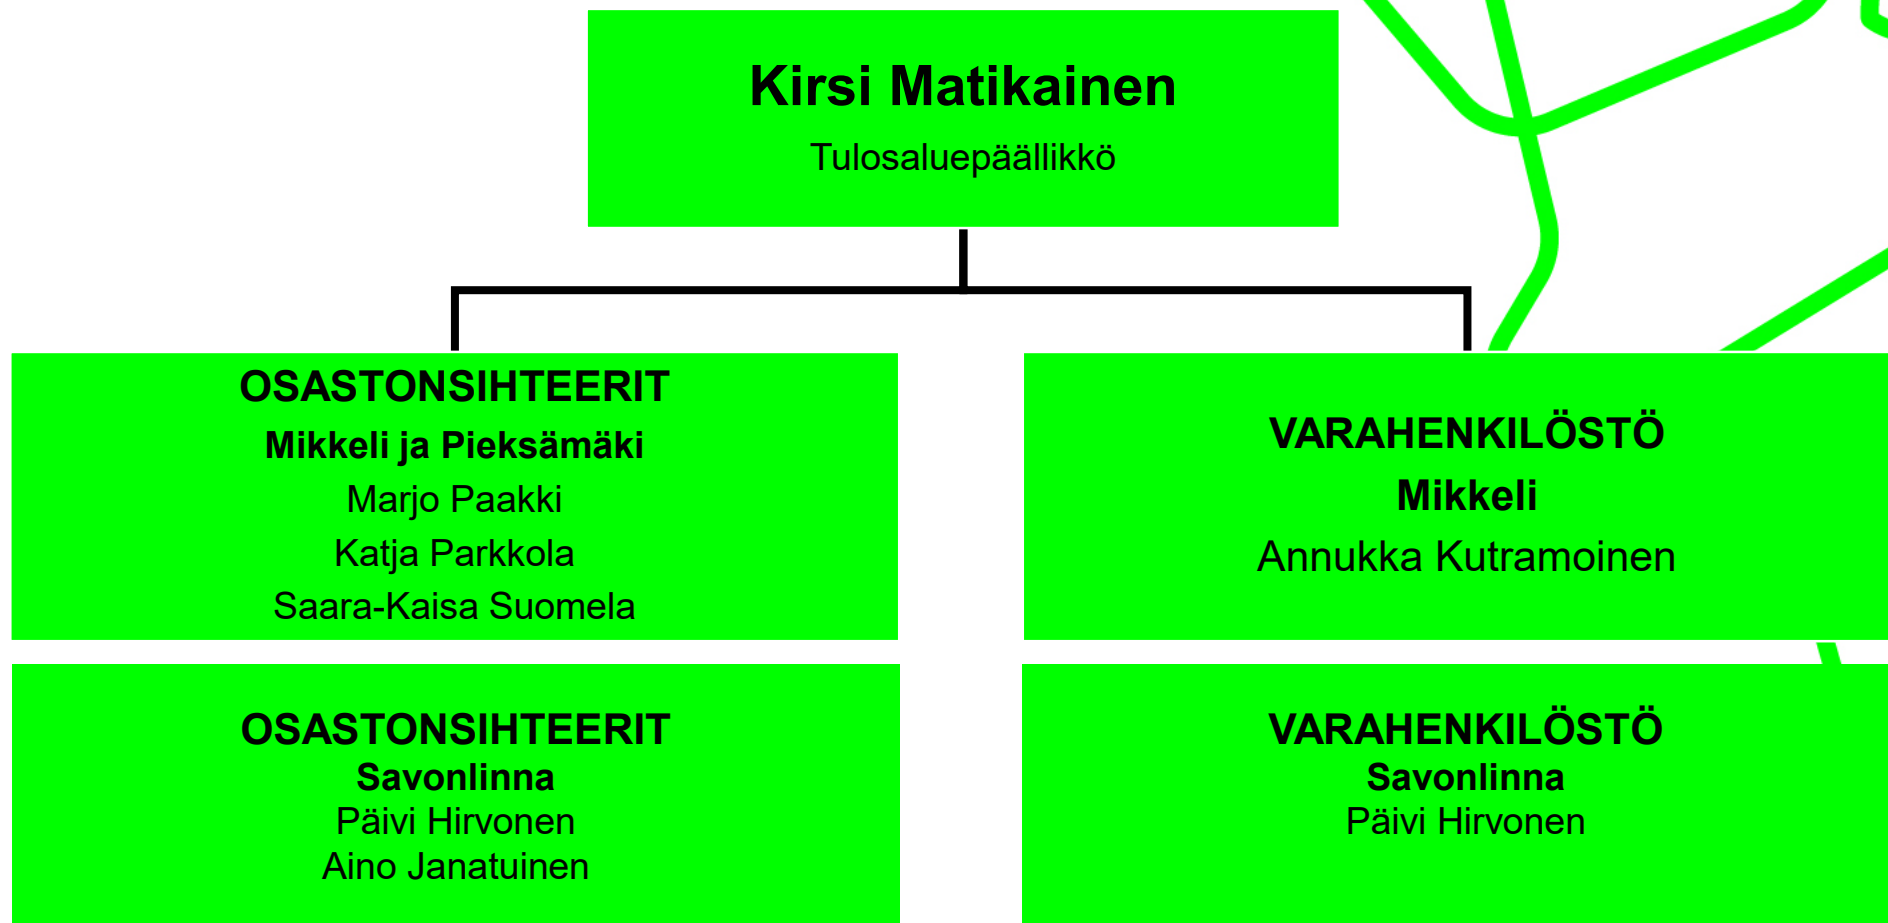 Kirsi Matikainen
Tulosaluepäällikkö
OSASTONSIHTEERIT
Mikkeli ja Pieksämäki
Marjo Paakki
Katja Parkkola
Saara-Kaisa Suomela
VARAHENKILÖSTÖ
Mikkeli
Annukka Kutramoinen
OSASTONSIHTEERIT
Savonlinna
Päivi Hirvonen
Aino Janatuinen
VARAHENKILÖSTÖ
Savonlinna
Päivi Hirvonen